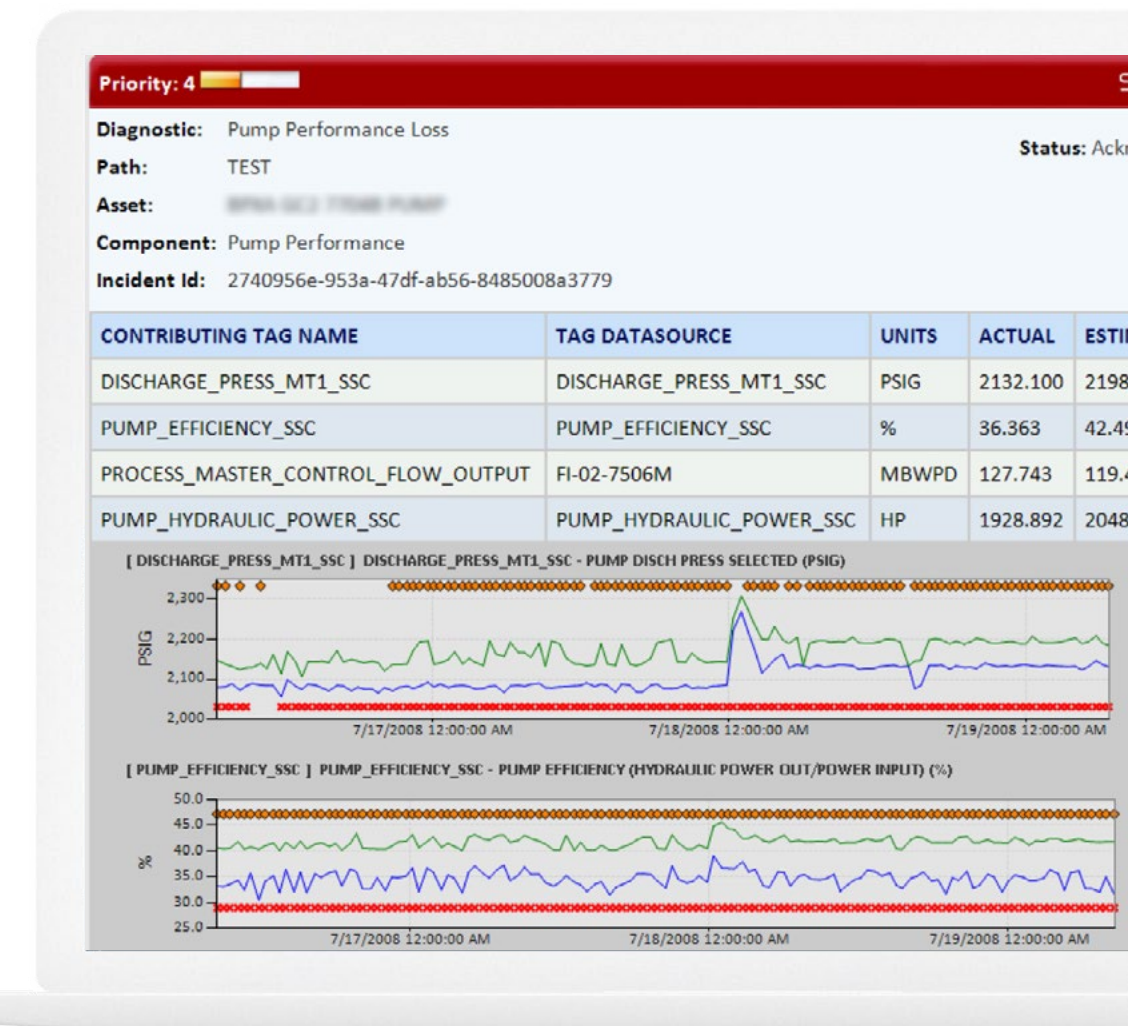 Priority: 4
S
Diagnostic: Pump Performance Loss
Status: Ackn
Path: TEST
Asset:
Component: Pump Performance
Incident Id: 2740956e-953a-47df-ab56-8485008a3779
CONTRIBUTING TAG NAME TAG DATASOURCE UNITS ACTUAL ESTI
DISCHARGE_PRESS_MT1_SSC DISCHARGE_PRESS_MT1_SSC PSIG 2132.100 2198
PUMP_EFFICIENCY_SSC PUMP_EFFICIENCY_SSC % 36.363 42.49
PROCESS_MASTER_CONTROL_FLOW_OUTPUT FI-02-7506M MBWPD 127.743 119.4
PUMP_HYDRAULIC_POWER_SSC PUMP_HYDRAULIC_POWER_SSC HP 1928.892 2048
[ DISCHARGE_PRESS_MT1_SSC ] DISCHARGE_PRESS_MT1_SSC - PUMP DISCH PRESS SELECTED (PSIG)
PSIG
2,300
2,200
2,100
2,000
7/17/2008 12:00:00 AM 7/18/2008 12:00:00 AM 7/19/2008 12:00:00 AM
[ PUMP_EFFICIENCY_SSC ] PUMP_EFFICIENCY_SSC - PUMP EFFICIENCY (HYDRAULIC POWER OUT/POWER INPUT) (%)
%
50.0
45.0
40.0
35.0
30.0
25.0
7/17/2008 12:00:00 AM 7/18/2008 12:00:00 AM 7/19/2008 12:00:00 AM